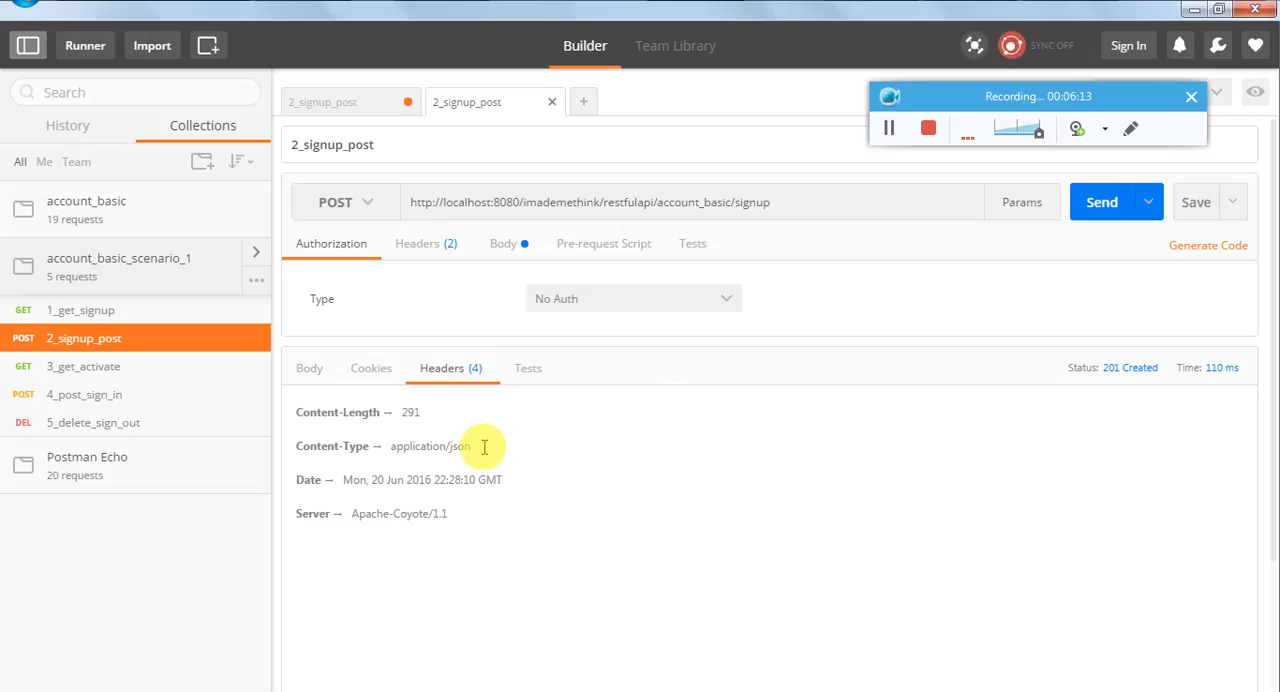 Runner
Import
Builder
Team Library
SYNC OFF
Sign In
Search
History
Collections
All
Me
Team
account_basic
19 requests
account_basic_scenario_1
5 requests
GET 1_get_signup
POST 2_signup_post
GET 3_get_activate
POST 4_post_sign_in
DEL 5_delete_sign_out
Postman Echo
20 requests
2_signup_post
2_signup_post
Recording... 00:06:13
2_signup_post
POST
http://localhost:8080/imademethink/restfulapi/account_basic/signup
Params
Send
Save
Authorization
Headers (2)
Body
Pre-request Script
Tests
Generate Code
Type
No Auth
Body
Cookies
Headers (4)
Tests
Status: 201 Created
Time: 110 ms
Content-Length → 291
Content-Type → application/json
Date → Mon, 20 Jun 2016 22:28:10 GMT
Server → Apache-Coyote/1.1